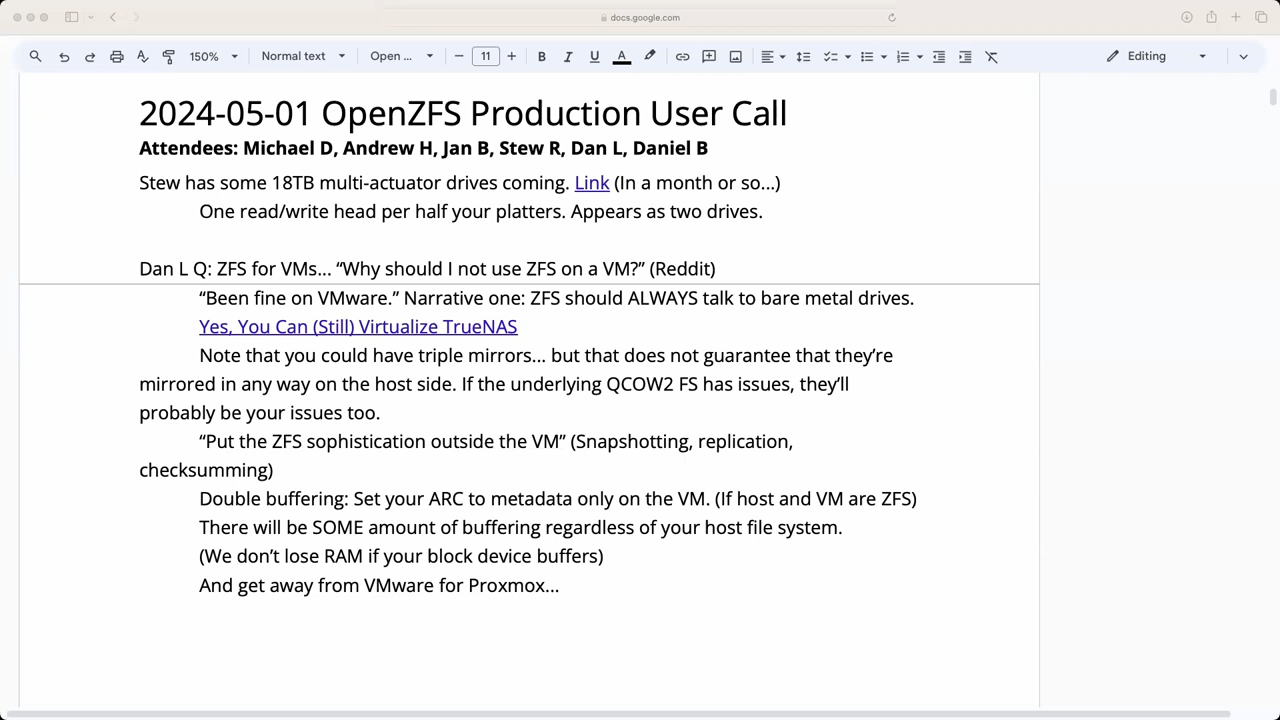 docs.google.com
150%
Normal text
Open ...
11
B
I
U
A
Editing
2024-05-01 OpenZFS Production User Call
Attendees: Michael D, Andrew H, Jan B, Stew R, Dan L, Daniel B
Stew has some 18TB multi-actuator drives coming. Link (In a month or so...)
One read/write head per half your platters. Appears as two drives.
Dan L Q: ZFS for VMs... “Why should I not use ZFS on a VM?” (Reddit)
“Been fine on VMware.” Narrative one: ZFS should ALWAYS talk to bare metal drives.
Yes, You Can (Still) Virtualize TrueNAS
Note that you could have triple mirrors... but that does not guarantee that they’re
mirrored in any way on the host side. If the underlying QCOW2 FS has issues, they’ll
probably be your issues too.
“Put the ZFS sophistication outside the VM” (Snapshotting, replication,
checksumming)
Double buffering: Set your ARC to metadata only on the VM. (If host and VM are ZFS)
There will be SOME amount of buffering regardless of your host file system.
(We don’t lose RAM if your block device buffers)
And get away from VMware for Proxmox...